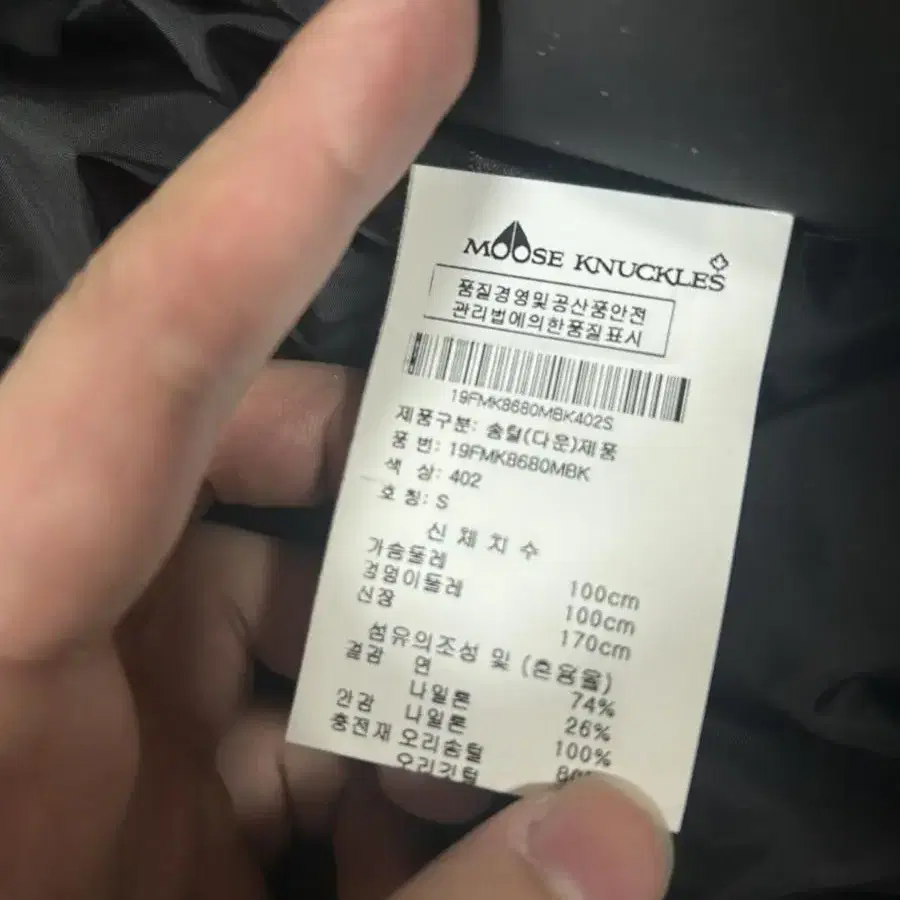 MOOSE KNUCKLES
품질경영및공산품안전
관리법에의한품질표시
19FMK8680MBK402S
제품구분: 솜털(다운)제품
품 번: 19FMK8680MBK
색 상: 402
호 칭: S
신 체 치 수
가슴둘레 100cm
엉덩이둘레 100cm
신장 170cm
섬유의조성 및 (혼용율)
겉감 면 74%
나일론 26%
안감 나일론 100%
충전재 오리솜털
오리깃털